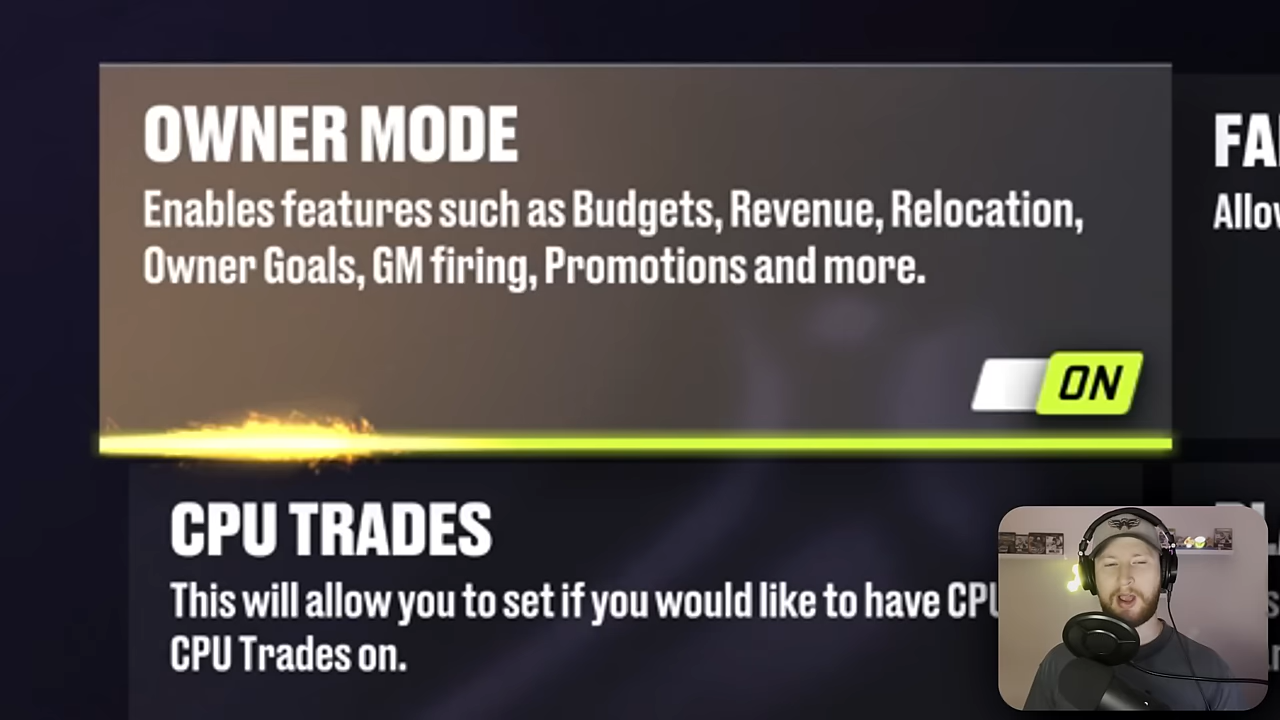 OWNER MODE
Enables features such as Budgets, Revenue, Relocation,
Owner Goals, GM firing, Promotions and more.
ON
CPU TRADES
This will allow you to set if you would like to have CPU
CPU Trades on.